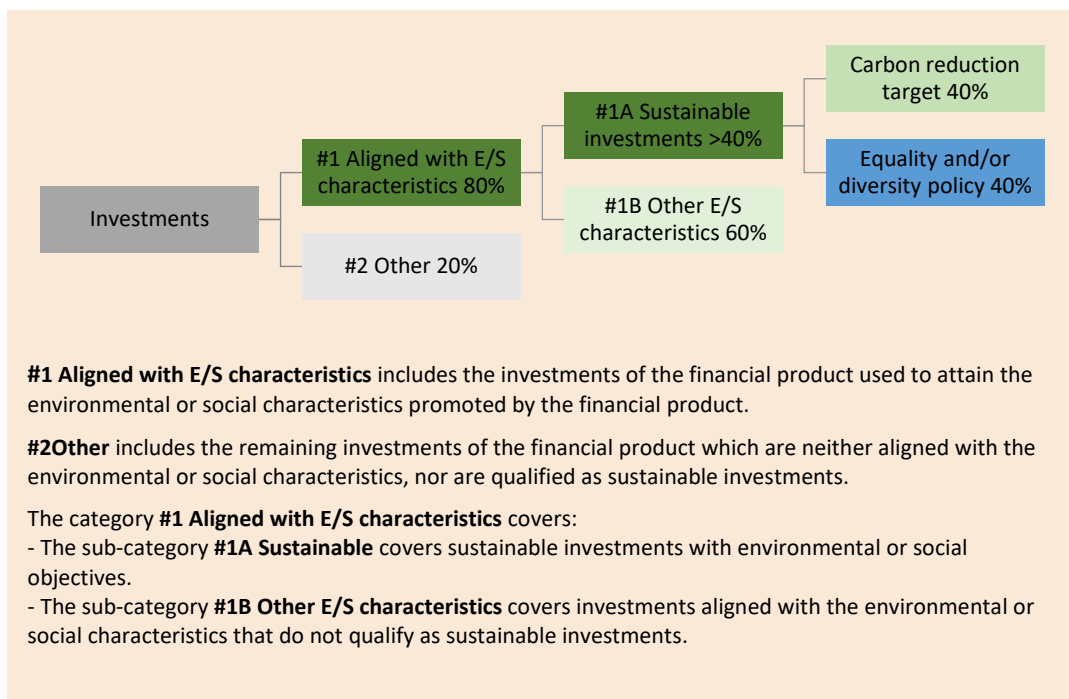 Investments
#1 Aligned with E/S
characteristics 80%
#2 Other 20%
#1A Sustainable
investments >40%
#1B Other E/S
characteristics 60%
Carbon reduction
target 40%
Equality and/or
diversity policy 40%
#1 Aligned with E/S characteristics includes the investments of the financial product used to attain the
environmental or social characteristics promoted by the financial product.
#2Other includes the remaining investments of the financial product which are neither aligned with the
environmental or social characteristics, nor are qualified as sustainable investments.
The category #1 Aligned with E/S characteristics covers:
- The sub-category #1A Sustainable covers sustainable investments with environmental or social
objectives.
- The sub-category #1B Other E/S characteristics covers investments aligned with the environmental or
social characteristics that do not qualify as sustainable investments.